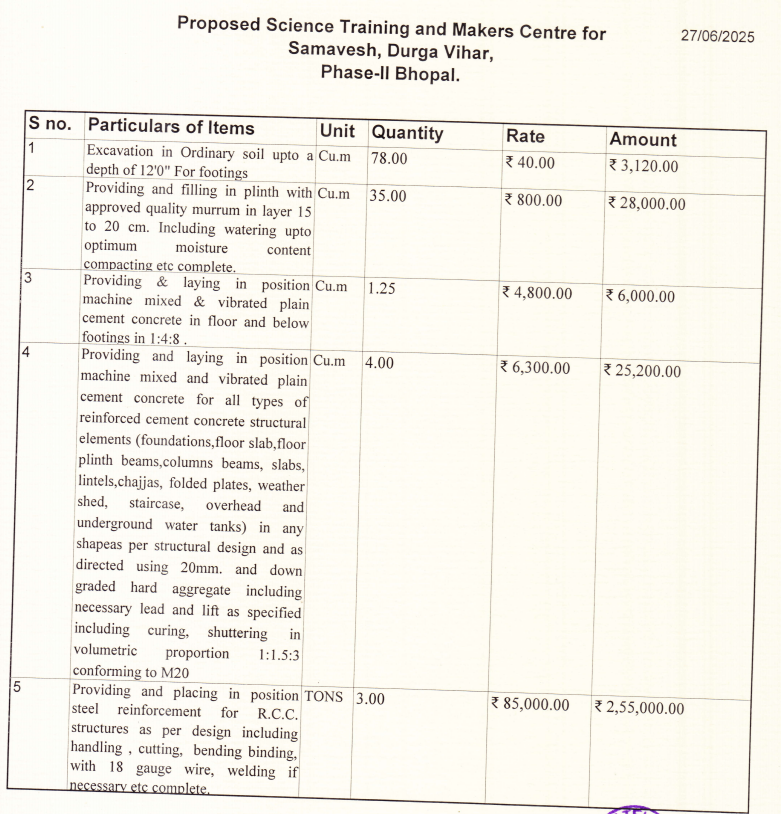 Proposed Science Training and Makers Centre for
27/06/2025
Samavesh, Durga Vihar,
Phase-II Bhopal.
S no. Particulars of Items Unit Quantity Rate Amount
1 Excavation in Ordinary soil upto a Cu.m 78.00 ₹ 40.00 ₹ 3,120.00
depth of 12'0" For footings
2 Providing and filling in plinth with Cu.m 35.00 ₹ 800.00 ₹ 28,000.00
approved quality murrum in layer 15
to 20 cm. Including watering upto
optimum moisture content
compacting etc complete.
3 Providing & laying in position Cu.m 1.25 ₹ 4,800.00 ₹ 6,000.00
machine mixed & vibrated plain
cement concrete in floor and below
footings in 1:4:8 .
4 Providing and laying in position Cu.m 4.00 ₹ 6,300.00 ₹ 25,200.00
machine mixed and vibrated plain
cement concrete for all types of
reinforced cement concrete structural
elements (foundations,floor slab,floor
plinth beams,columns beams, slabs,
lintels,chajjas, folded plates, weather
shed, staircase, overhead and
underground water tanks) in any
shapeas per structural design and as
directed using 20mm. and down
graded hard aggregate including
necessary lead and lift as specified
including curing, shuttering in
volumetric proportion 1:1.5:3
conforming to M20
5 Providing and placing in position TONS 3.00 ₹ 85,000.00 ₹ 2,55,000.00
steel reinforcement for R.C.C.
structures as per design including
handling , cutting, bending binding,
with 18 gauge wire, welding if
necessary etc complete.